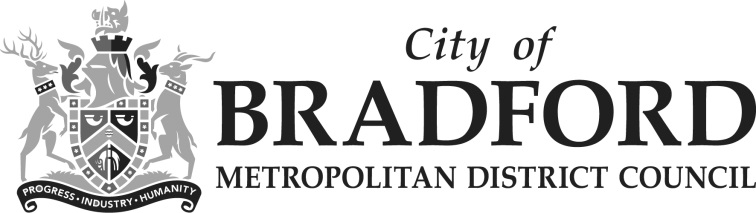 City of
BRADFORD
METROPOLITAN DISTRICT COUNCIL
PROGRESS · INDUSTRY · HUMANITY